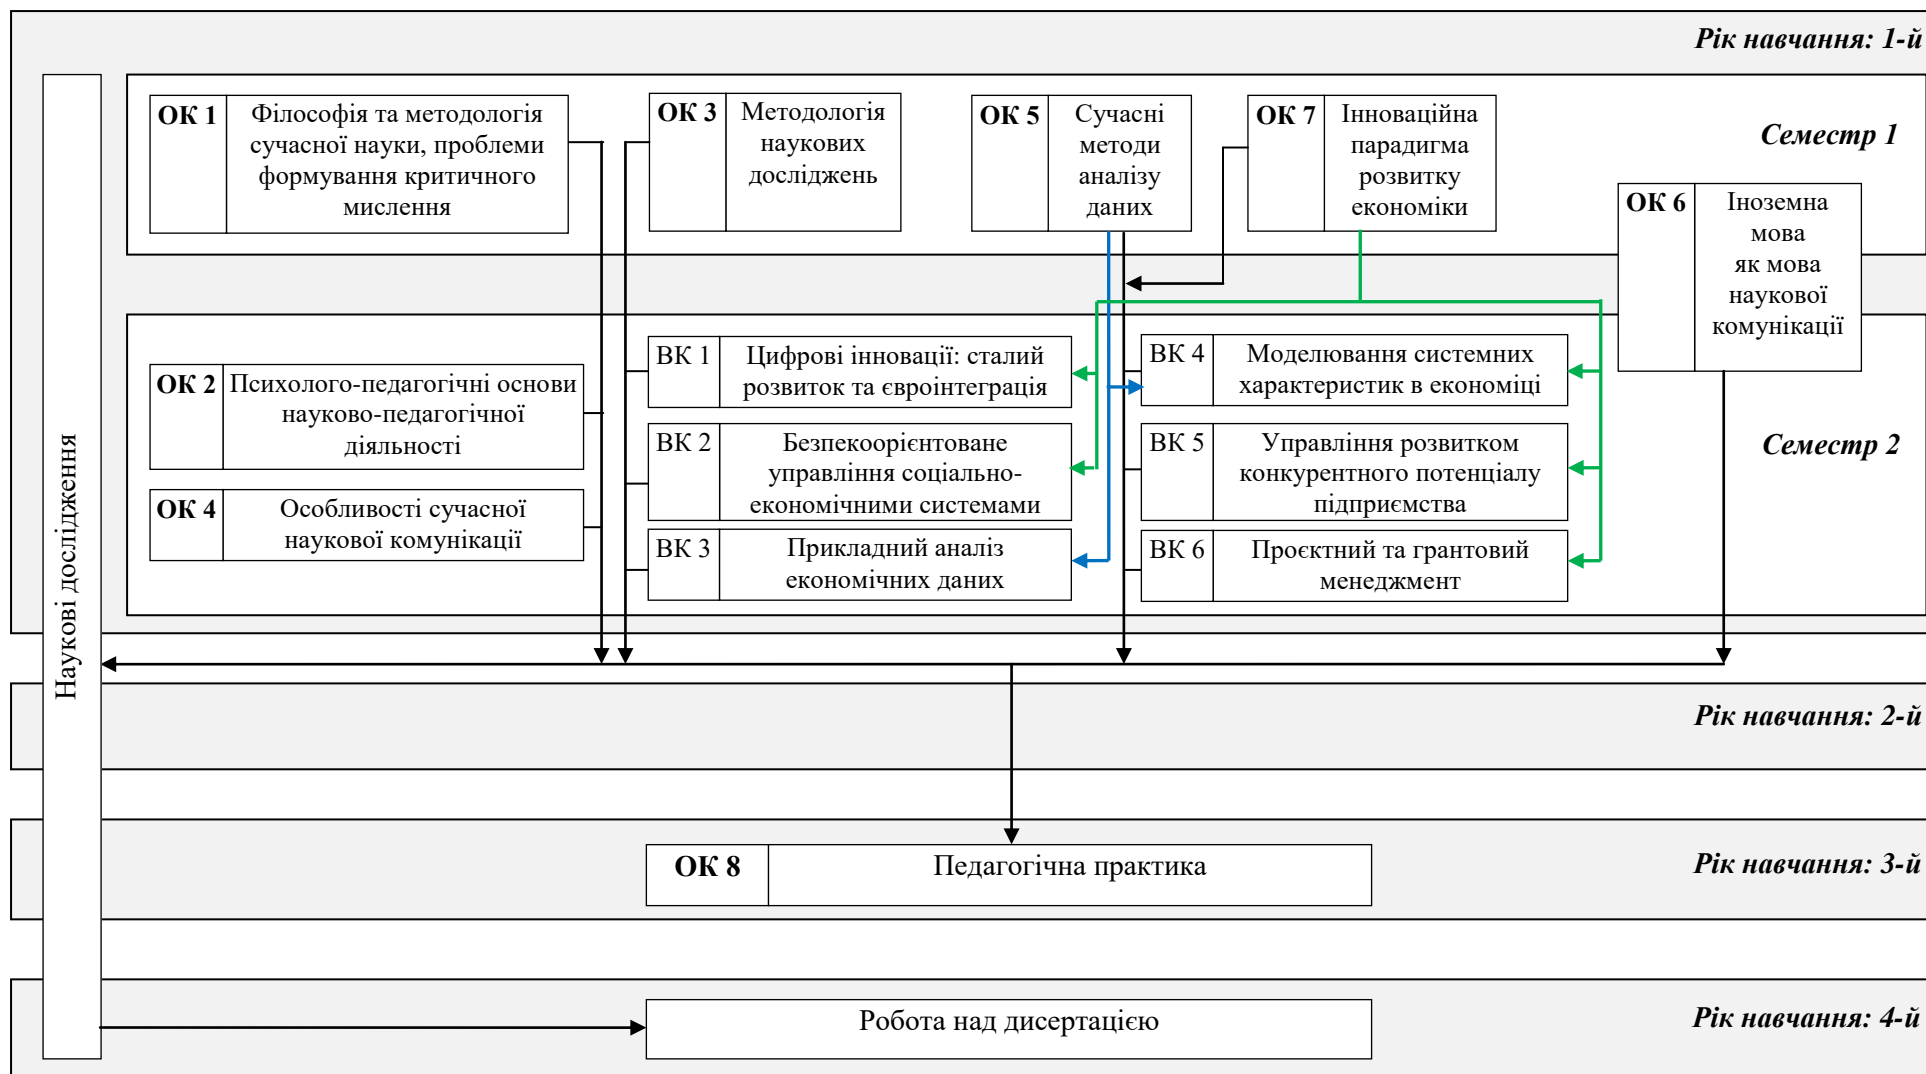 Рік навчання: 1-й
ОК 1
Філософія та методологія
сучасної науки, проблеми
формування критичного
мислення
ОК 3
Методологія
наукових
досліджень
ОК 5
Сучасні
методи
аналізу
даних
ОК 7
Інноваційна
парадигма
розвитку
економіки
Семестр 1
ОК 6
Іноземна
мова
як мова
наукової
комунікації
ОК 2
Психолого-педагогічні основи
науково-педагогічної
діяльності
ОК 4
Особливості сучасної
наукової комунікації
ВК 1
Цифрові інновації: сталий
розвиток та євроінтеграція
ВК 2
Безпекоорієнтоване
управління соціально-
економічними системами
ВК 3
Прикладний аналіз
економічних даних
ВК 4
Моделювання системних
характеристик в економіці
ВК 5
Управління розвитком
конкурентного потенціалу
підприємства
ВК 6
Проєктний та грантовий
менеджмент
Семестр 2
Наукові дослідження
Рік навчання: 2-й
ОК 8
Педагогічна практика
Рік навчання: 3-й
Робота над дисертацією
Рік навчання: 4-й